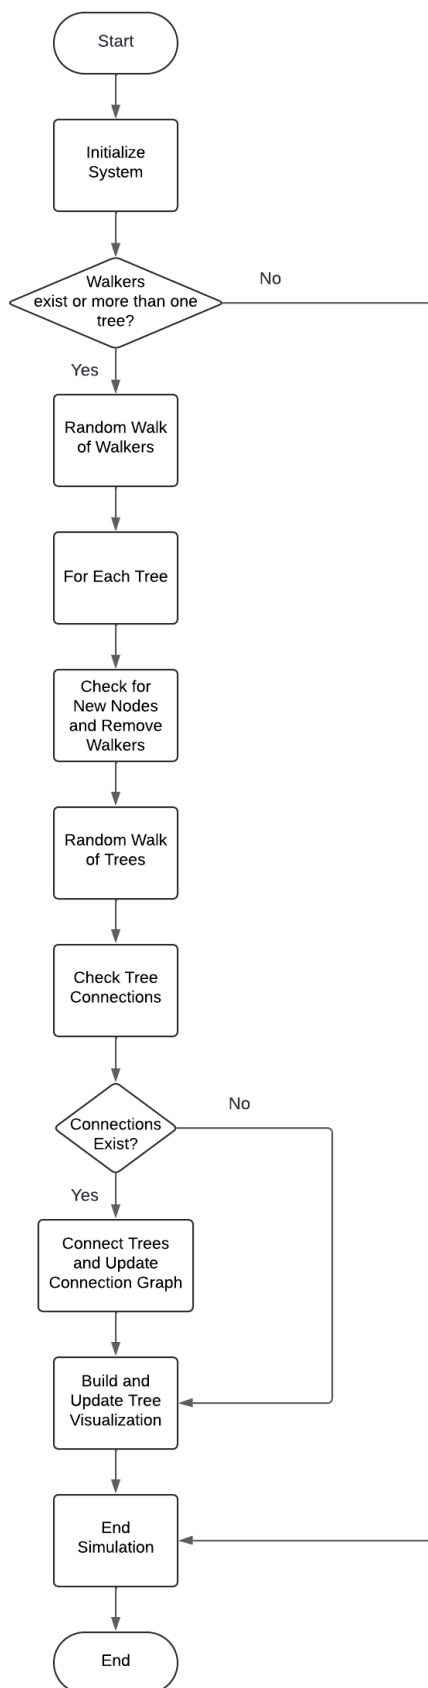 Start
Initialize
System
Walkers
exist or more than one
tree?
No
Yes
Random Walk
of Walkers
For Each Tree
Check for
New Nodes
and Remove
Walkers
Random Walk
of Trees
Check Tree
Connections
Connections
Exist?
No
Yes
Connect Trees
and Update
Connection Graph
Build and
Update Tree
Visualization
End
Simulation
End